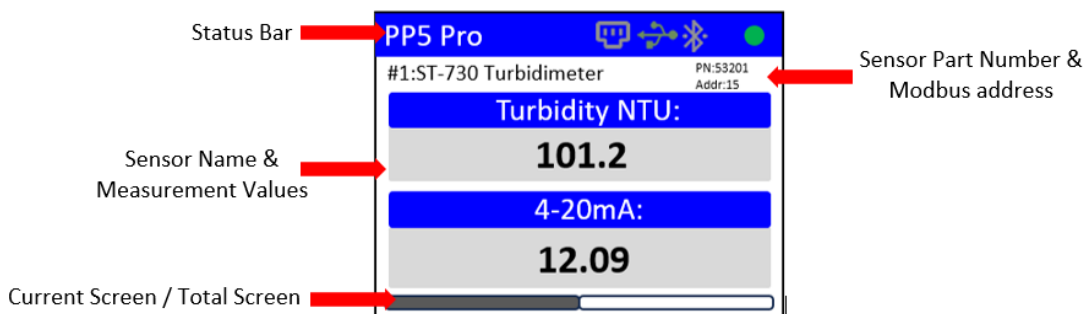 Status Bar
PP5 Pro
#1:ST-730 Turbidimeter
PN:53201
Addr:15
Sensor Part Number &
Modbus address
Turbidity NTU:
101.2
Sensor Name &
Measurement Values
4-20mA:
12.09
Current Screen / Total Screen